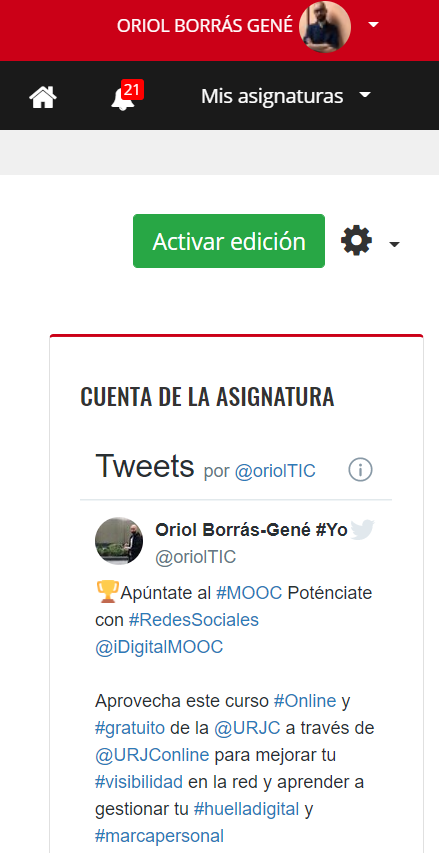 ORIOL BORRÁS GENÉ
21
Mis asignaturas
Activar edición
CUENTA DE LA ASIGNATURA
Tweets por @oriolTIC
Oriol Borrás-Gené #Yo
@oriolTIC
🏆Apúntate al #MOOC Poténciate
con #RedesSociales
@iDigitalMOOC
Aprovecha este curso #Online y
#gratuito de la @URJC a través de
@URJConline para mejorar tu
#visibilidad en la red y aprender a
gestionar tu #huelladigital y
#marcapersonal